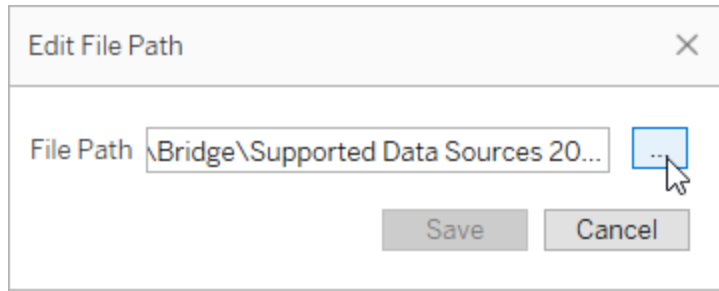 Edit File Path
File Path \Bridge\Supported Data Sources 20... ...
Save Cancel